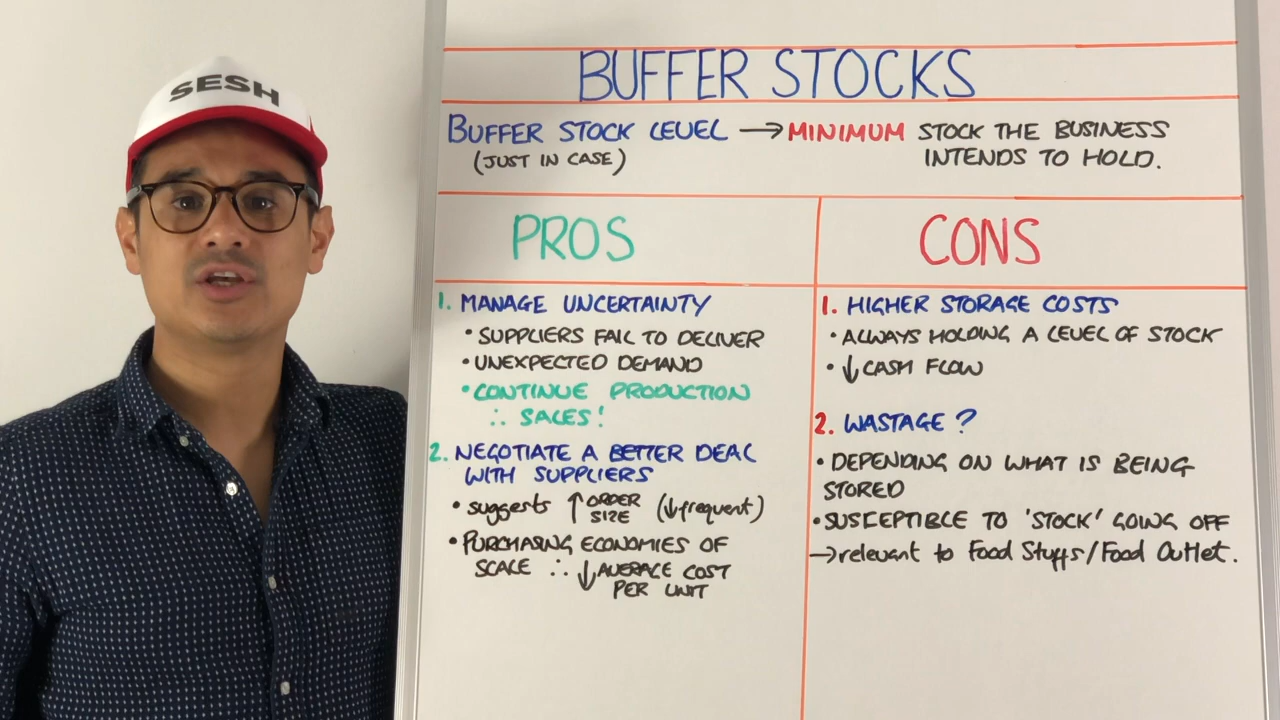 SESH
BUFFER STOCKS
BUFFER STOCK LEVEL → MINIMUM STOCK THE BUSINESS
(JUST IN CASE) INTENDS TO HOLD.
PROS
1. MANAGE UNCERTAINTY
• SUPPLIERS FAIL TO DELIVER
• UNEXPECTED DEMAND
• CONTINUE PRODUCTION
∴ SALES!
2. NEGOTIATE A BETTER DEAL
WITH SUPPLIERS
• suggests ↑ ORDER
SIZE (↓frequent)
• PURCHASING ECONOMIES OF
SCALE ∴ ↓ AVERAGE COST
PER UNIT
CONS
1. HIGHER STORAGE COSTS
• ALWAYS HOLDING A LEVEL OF STOCK
• ↓ CASH FLOW
2. WASTAGE?
• DEPENDING ON WHAT IS BEING
STORED
• SUSCEPTIBLE TO 'STOCK' GOING OFF
→ relevant to Food Stuffs/Food Outlet.